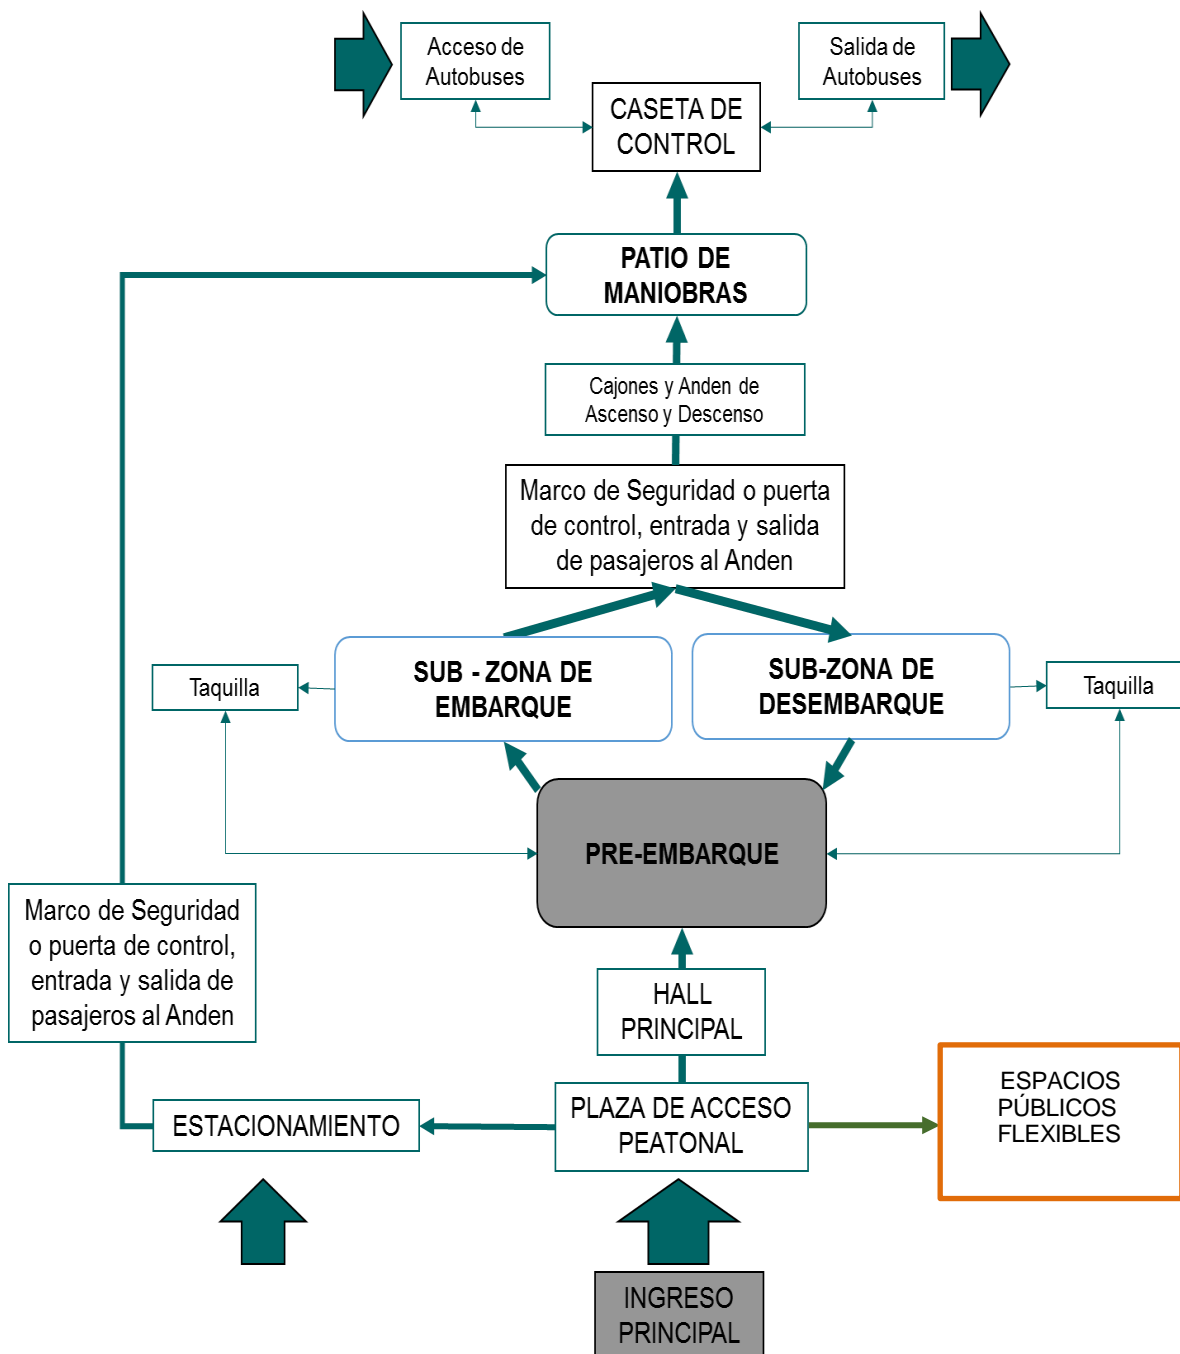 Acceso de
Autobuses
Salida de
Autobuses
CASETA DE
CONTROL
PATIO DE
MANIOBRAS
Cajones y Anden de
Ascenso y Descenso
Marco de Seguridad o puerta
de control, entrada y salida
de pasajeros al Anden
SUB - ZONA DE
EMBARQUE
SUB-ZONA DE
DESEMBARQUE
Taquilla
Taquilla
PRE-EMBARQUE
Marco de Seguridad
o puerta de control,
entrada y salida de
pasajeros al Anden
HALL
PRINCIPAL
ESTACIONAMIENTO
PLAZA DE ACCESO
PEATONAL
ESPACIOS
PÚBLICOS
FLEXIBLES
INGRESO
PRINCIPAL